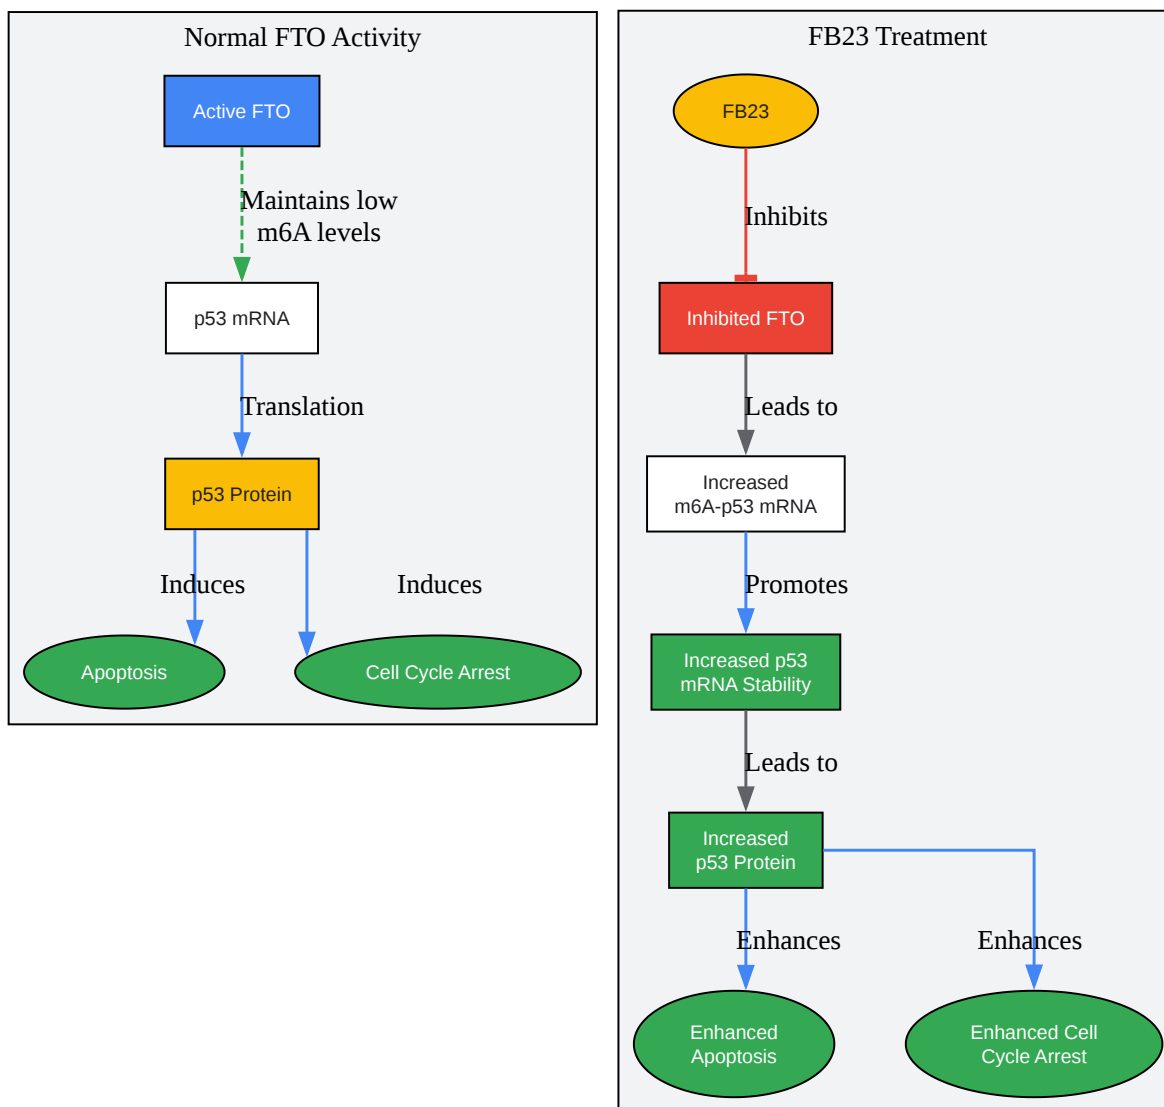 Normal FTO Activity
Active FTO
Maintains low
m6A levels
p53 mRNA
Translation
p53 Protein
Induces
Induces
Apoptosis
Cell Cycle Arrest
FB23 Treatment
FB23
Inhibits
Inhibited FTO
Leads to
Increased
m6A-p53 mRNA
Promotes
Increased p53
mRNA Stability
Leads to
Increased
p53 Protein
Enhances
Enhances
Enhanced
Apoptosis
Enhanced Cell
Cycle Arrest